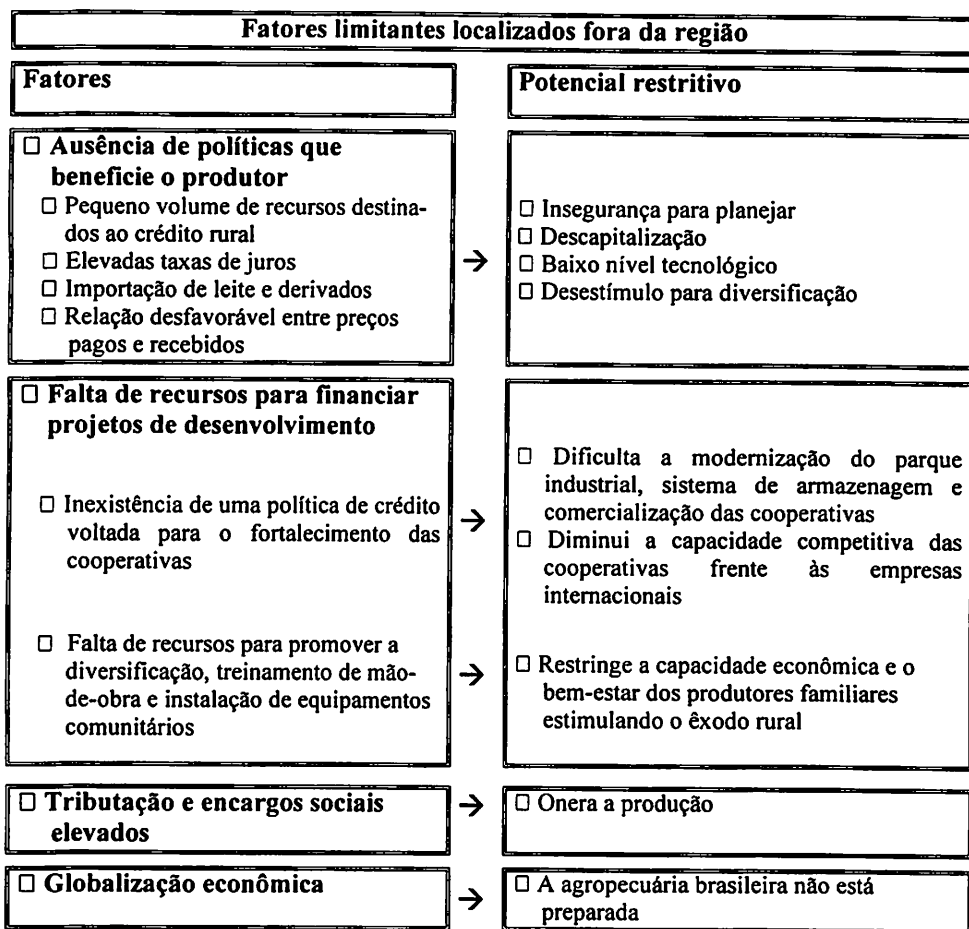 Fatores limitantes localizados fora da região
Fatores
Potencial restritivo
□ Ausência de políticas que
beneficie o produtor
□ Pequeno volume de recursos destina-
dos ao crédito rural
□ Elevadas taxas de juros
□ Importação de leite e derivados
□ Relação desfavorável entre preços
pagos e recebidos
→
□ Insegurança para planejar
□ Descapitalização
□ Baixo nível tecnológico
□ Desestímulo para diversificação
□ Falta de recursos para financiar
projetos de desenvolvimento
□ Inexistência de uma política de crédito
voltada para o fortalecimento das
cooperativas
→
□ Dificulta a modernização do parque
industrial, sistema de armazenagem e
comercialização das cooperativas
□ Diminui a capacidade competitiva das
cooperativas frente às empresas
internacionais
□ Falta de recursos para promover a
diversificação, treinamento de mão-
de-obra e instalação de equipamentos
comunitários
→
□ Restringe a capacidade econômica e o
bem-estar dos produtores familiares
estimulando o êxodo rural
□ Tributação e encargos sociais
elevados
→
□ Onera a produção
□ Globalização econômica
→
□ A agropecuária brasileira não está
preparada